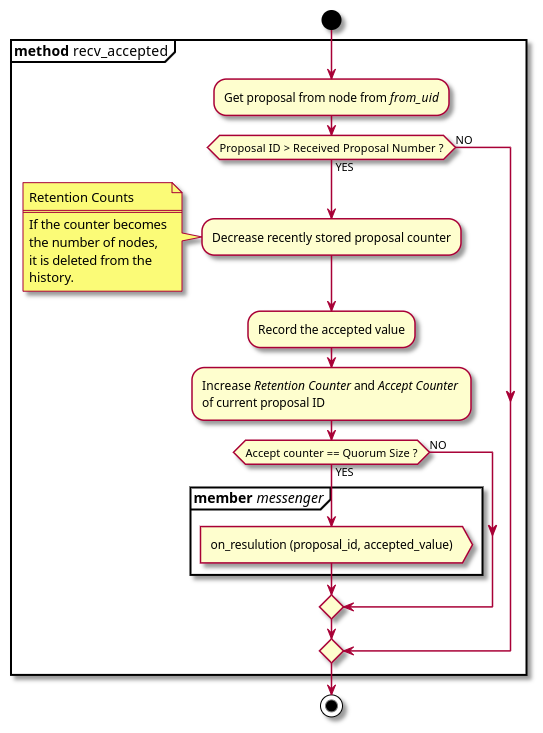 method recv_accepted
Get proposal from node from from_uid
Proposal ID > Received Proposal Number ?
NO
YES
Retention Counts
If the counter becomes
the number of nodes,
it is deleted from the
history.
Decrease recently stored proposal counter
Record the accepted value
Increase Retention Counter and Accept Counter
of current proposal ID
Accept counter == Quorum Size ?
NO
YES
member messenger
on_resulution (proposal_id, accepted_value)